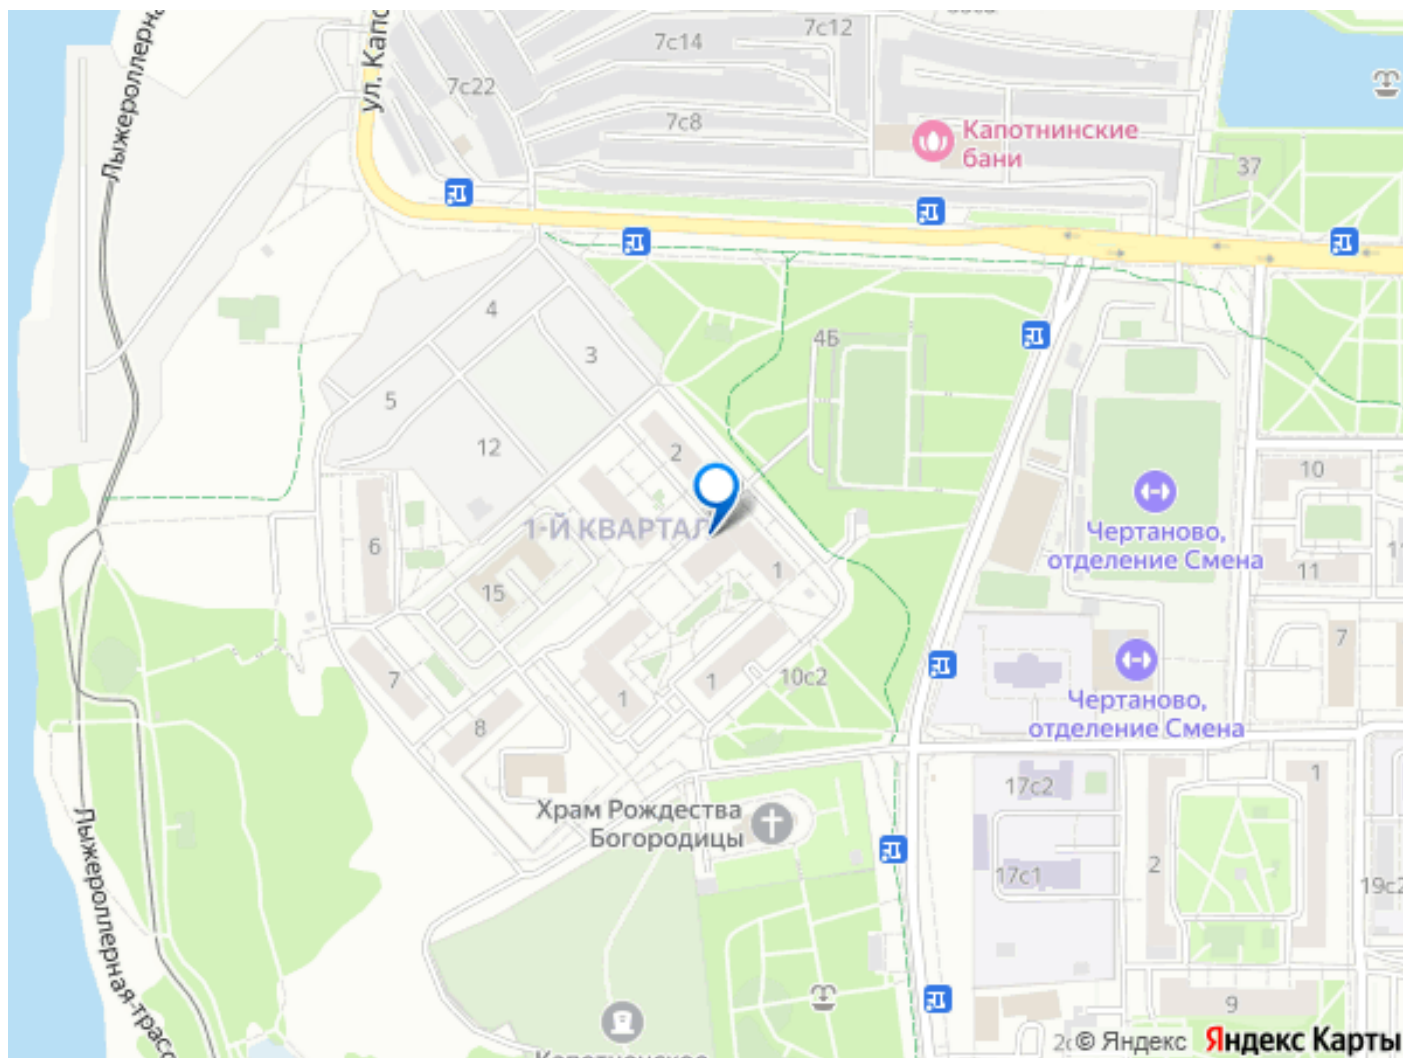 ул. Капо
Лыжероллерна
7с14
7с12
7с22
7с8
Капотнинские
бани
37
4
3
4Б
5
2
12
10
1-Й КВАРТАЛ
Чертаново,
отделение Смена
6
1
11
15
7
7
1
1
10с2
8
Чертаново,
отделение Смена
17с2
1
Храм Рождества
Богородицы
2
17с1
19с2
Лыжероллерная-трасс
9
© Яндекс
Яндекс Карты